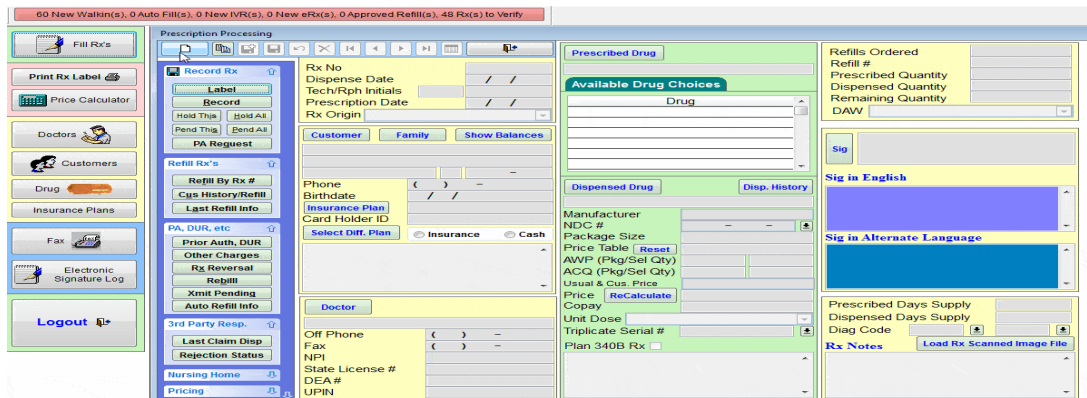 60 New Walkin(s), 0 Auto Fill(s), 0 New IVR(s), 0 New eRx(s), 0 Approved Refill(s), 48 Rx(s) to Verify
Fill Rx's
Print Rx Label
Price Calculator
Doctors
Customers
Drug
Insurance Plans
Fax
Electronic
Signature Log
Logout
Prescription Processing
Record Rx
Label
Record
Hold This Hold All
Pend This Pend All
PA Request
Refill Rx's
Refill By Rx #
Cus History/Refill
Last Refill Info
PA, DUR, etc
Prior Auth, DUR
Other Charges
Rx Reversal
Rebilll
Xmit Pending
Auto Refill Info
3rd Party Resp.
Last Claim Disp
Rejection Status
Nursing Home
Pricing
Rx No
Dispense Date / /
Tech/Rph Initials
Prescription Date / /
Rx Origin
Customer Family Show Balances
–
Phone ( ) –
Birthdate / /
Insurance Plan
Card Holder ID
Select Diff. Plan Insurance Cash
Doctor
Off Phone ( ) –
Fax ( ) –
NPI
State License #
DEA #
UPIN
Prescribed Drug
Available Drug Choices
Drug
Dispensed Drug Disp. History
Manufacturer
NDC # – –
Package Size
Price Table Reset
AWP (Pkg/Sel Qty)
ACQ (Pkg/Sel Qty)
Usual & Cus. Price
Price ReCalculate
Copay
Unit Dose
Triplicate Serial #
Plan 340B Rx
Refills Ordered
Refill #
Prescribed Quantity
Dispensed Quantity
Remaining Quantity
DAW
Sig
Sig in English
Sig in Alternate Language
Prescribed Days Supply
Dispensed Days Supply
Diag Code
Rx Notes Load Rx Scanned Image File